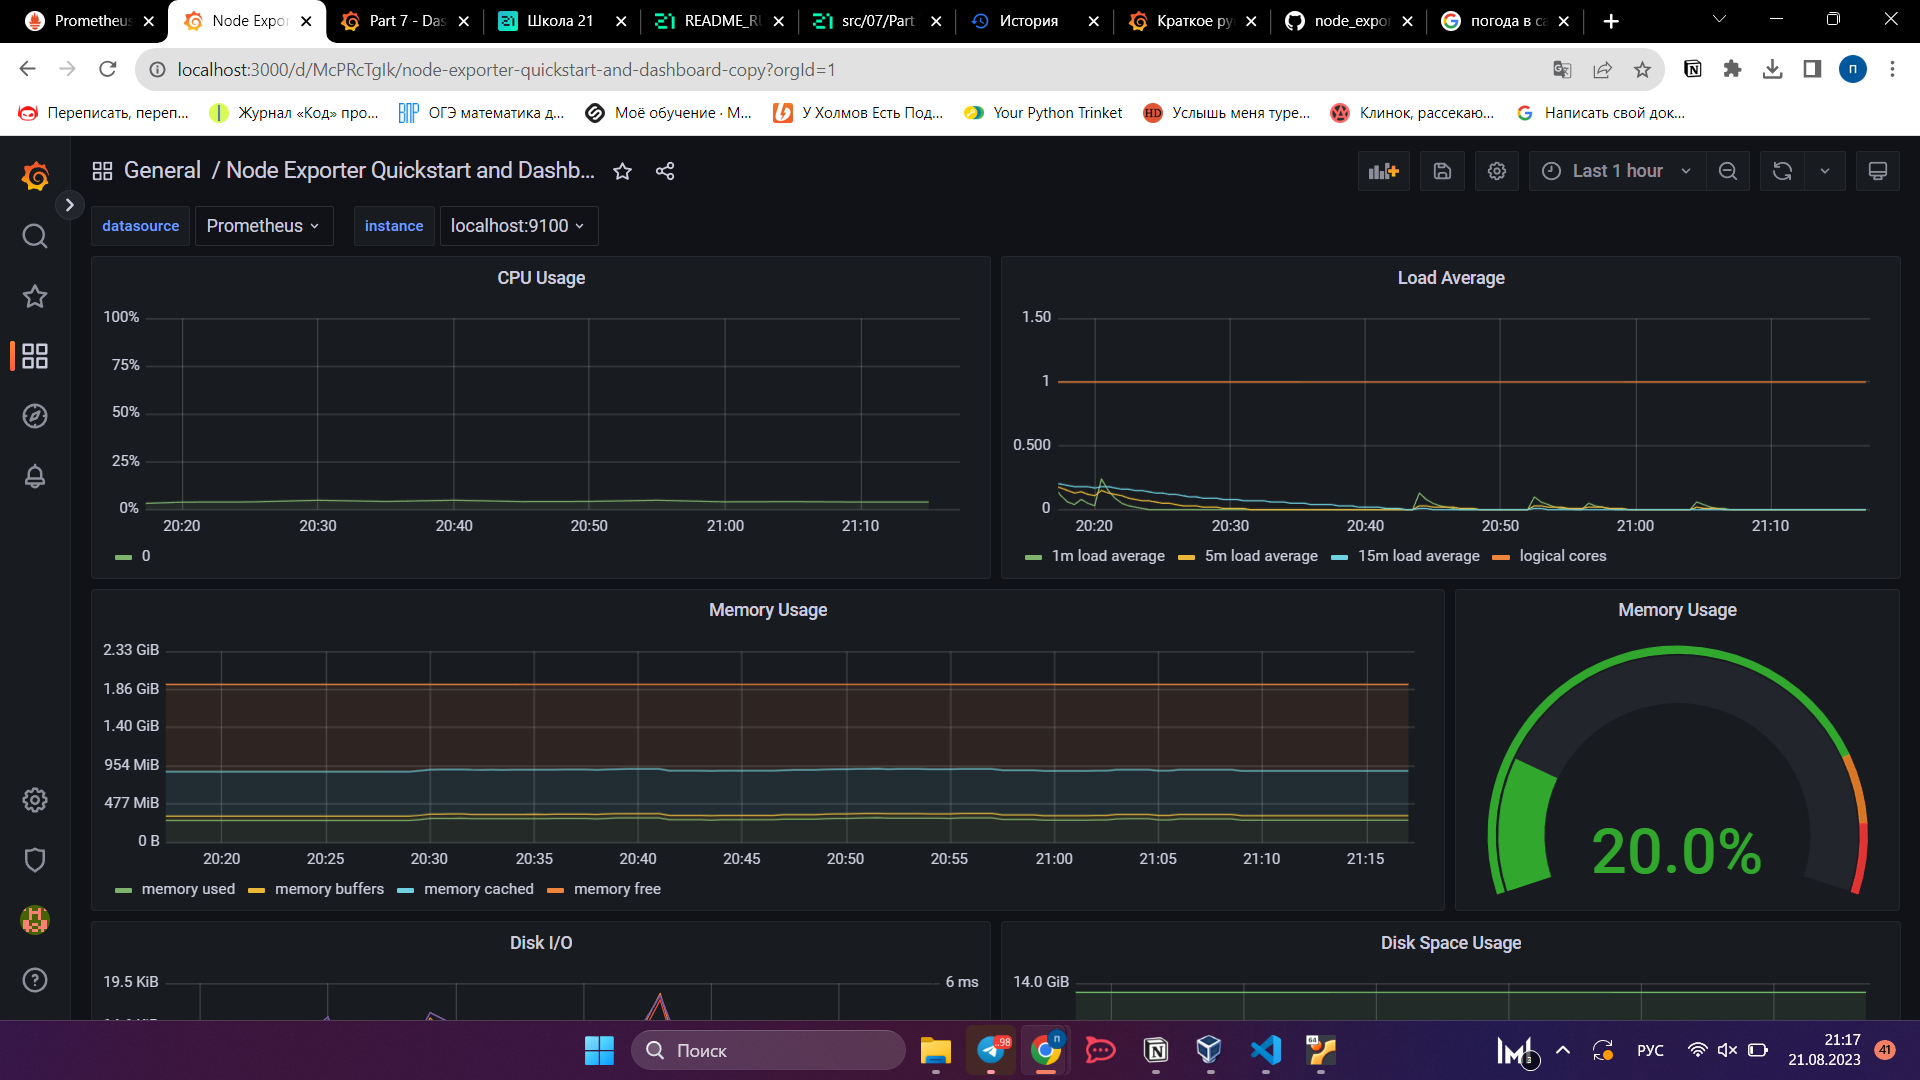 Prometheus
Node Expor
Part 7 - Das
Школа 21
README_RU
src/07/Part
История
Краткое ру
node_expor
погода в са
localhost:3000/d/McPRcTgIk/node-exporter-quickstart-and-dashboard-copy?orgId=1
П
Переписать, переп...
Журнал «Код» про...
ОГЭ математика д...
Моё обучение · М...
У Холмов Есть Под...
Your Python Trinket
HD Услышь меня туре...
Клинок, рассекаю...
Написать свой док...
General / Node Exporter Quickstart and Dashb...
Last 1 hour
datasource Prometheus instance localhost:9100
CPU Usage
100%
75%
50%
25%
0%
20:20 20:30 20:40 20:50 21:00 21:10
0
Load Average
1.50
1
0.500
0
20:20 20:30 20:40 20:50 21:00 21:10
1m load average 5m load average 15m load average logical cores
Memory Usage
2.33 GiB
1.86 GiB
1.40 GiB
954 MiB
477 MiB
0 B
20:20 20:25 20:30 20:35 20:40 20:45 20:50 20:55 21:00 21:05 21:10 21:15
memory used memory buffers memory cached memory free
Memory Usage
20.0%
Disk I/O
19.5 KiB
6 ms
Disk Space Usage
14.0 GiB
Поиск
..98
П
64
3
РУС
21:17
21.08.2023
41